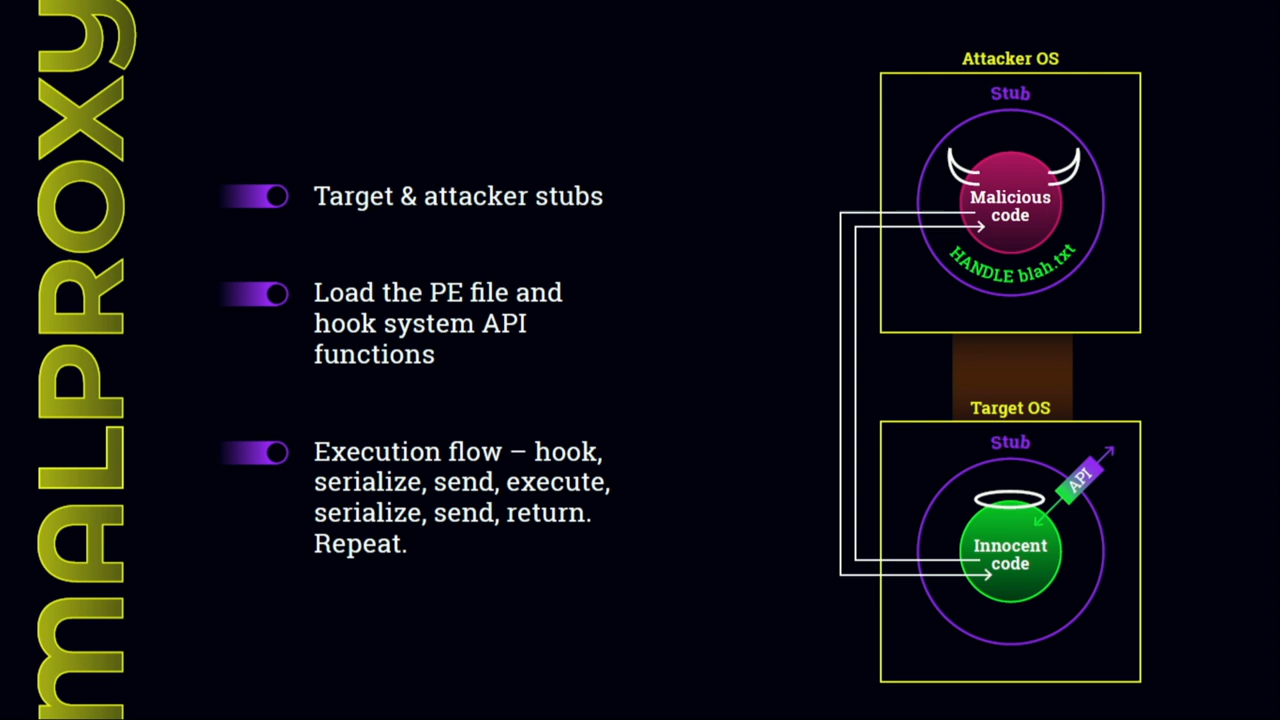 mALPROXy
Target & attacker stubs
Load the PE file and
hook system API
functions
Execution flow – hook,
serialize, send, execute,
serialize, send, return.
Repeat.
Attacker OS
Stub
Malicious
code
HANDLE blah.txt
Target OS
Stub
API
Innocent
code